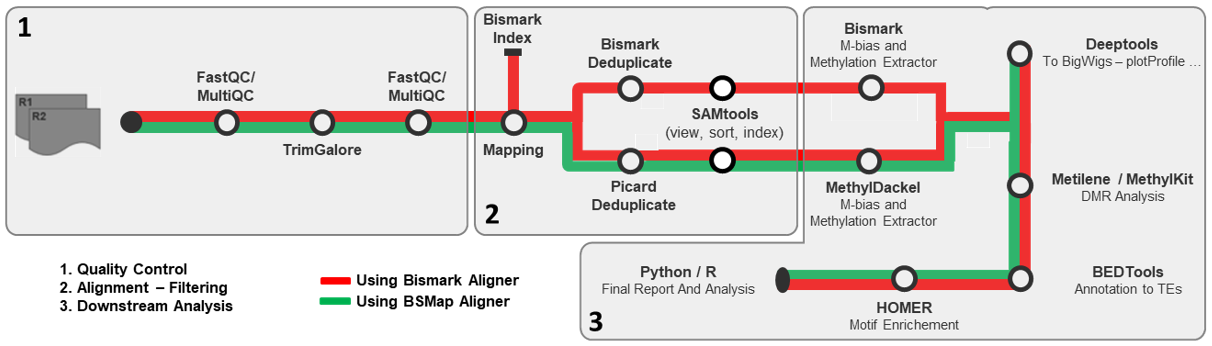 1
R1
R2
FastQC/
MultiQC
TrimGalore
FastQC/
MultiQC
Bismark
Index
Mapping
Bismark
Deduplicate
SAMtools
(view, sort, index)
Picard
Deduplicate
2
Bismark
M-bias and
Methylation Extractor
MethylDackel
M-bias and
Methylation Extractor
Deeptools
To BigWigs – plotProfile ...
Metilene / MethylKit
DMR Analysis
BEDTools
Annotation to TEs
HOMER
Motif Enrichement
Python / R
Final Report And Analysis
3
1. Quality Control
2. Alignment – Filtering
3. Downstream Analysis
Using Bismark Aligner
Using BSMap Aligner